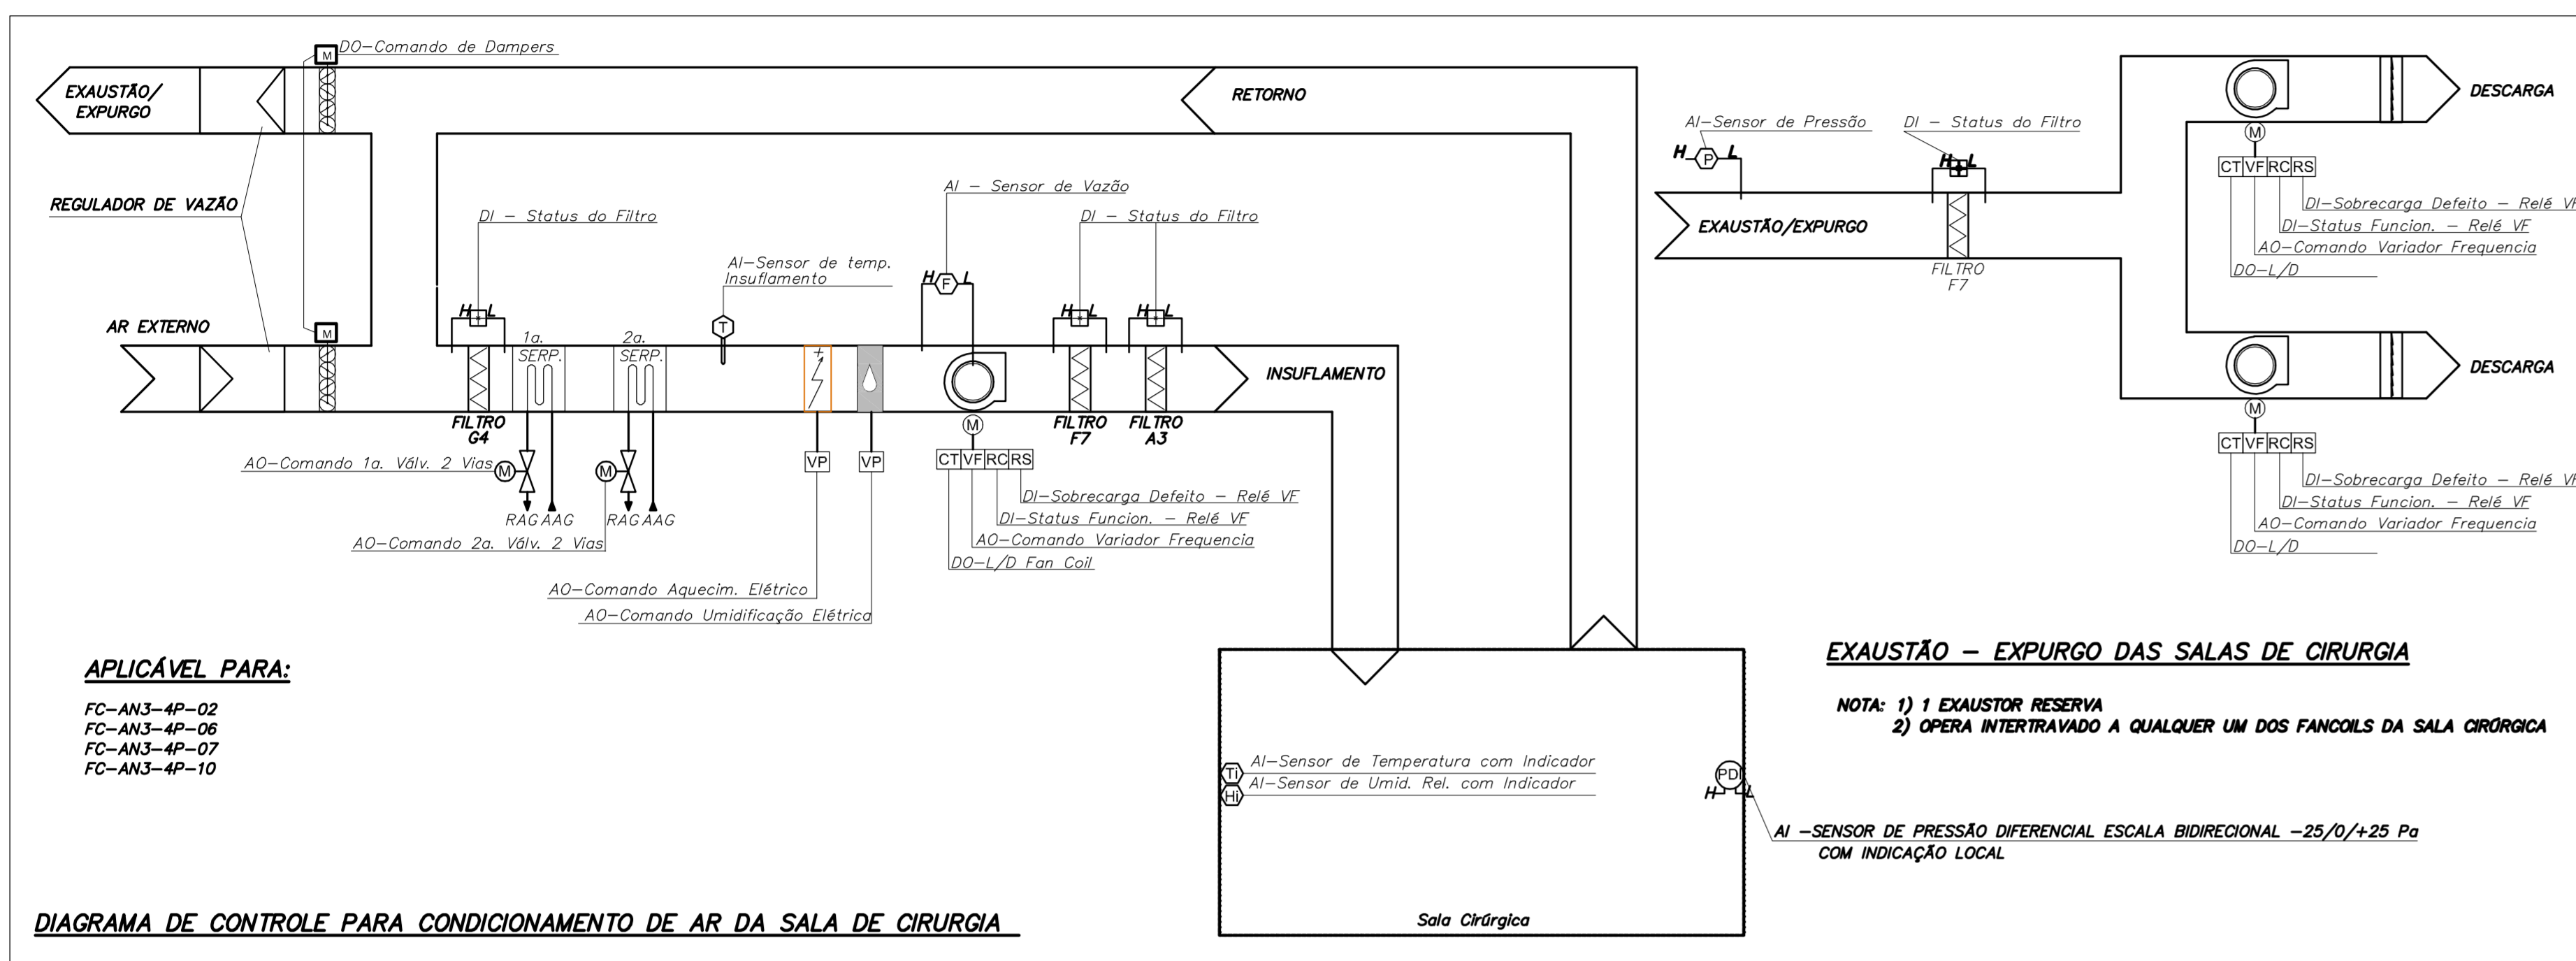 DO-Comando de Dampers
EXAUSTÃO/
EXPURGO
M
RETORNO
REGULADOR DE VAZÃO
AR EXTERNO
M
DI - Status do Filtro
H L
AI-Sensor de temp.
Insuflamento
T
AI - Sensor de Vazão
H F L
DI - Status do Filtro
H L
H L
1a.
SERP.
2a.
SERP.
INSUFLAMENTO
FILTRO
G4
FILTRO
F7
FILTRO
A3
M
AO-Comando 1a. Válv. 2 Vias
M
M
VP
VP
CT VF RC RS
RAG AAG
RAG AAG
AO-Comando 2a. Válv. 2 Vias
DI-Sobrecarga Defeito - Relé VF
DI-Status Funcion. - Relé VF
AO-Comando Variador Frequencia
DO-L/D Fan Coil
AO-Comando Aquecim. Elétrico
AO-Comando Umidificação Elétrica
APLICÁVEL PARA:
FC-AN3-4P-02
FC-AN3-4P-06
FC-AN3-4P-07
FC-AN3-4P-10
DIAGRAMA DE CONTROLE PARA CONDICIONAMENTO DE AR DA SALA DE CIRURGIA
Ti
AI-Sensor de Temperatura com Indicador
Hi
AI-Sensor de Umid. Rel. com Indicador
PDI
H L
Sala Cirúrgica
AI -SENSOR DE PRESSÃO DIFERENCIAL ESCALA BIDIRECIONAL -25/0/+25 Pa
COM INDICAÇÃO LOCAL
AI-Sensor de Pressão
H P L
DI - Status do Filtro
H L
EXAUSTÃO/EXPURGO
FILTRO
F7
DESCARGA
M
CT VF RC RS
DI-Sobrecarga Defeito - Relé VF
DI-Status Funcion. - Relé VF
AO-Comando Variador Frequencia
DO-L/D
DESCARGA
M
CT VF RC RS
DI-Sobrecarga Defeito - Relé VF
DI-Status Funcion. - Relé VF
AO-Comando Variador Frequencia
DO-L/D
EXAUSTÃO - EXPURGO DAS SALAS DE CIRURGIA
NOTA: 1) 1 EXAUSTOR RESERVA
2) OPERA INTERTRAVADO A QUALQUER UM DOS FANCOILS DA SALA CIRÚRGICA